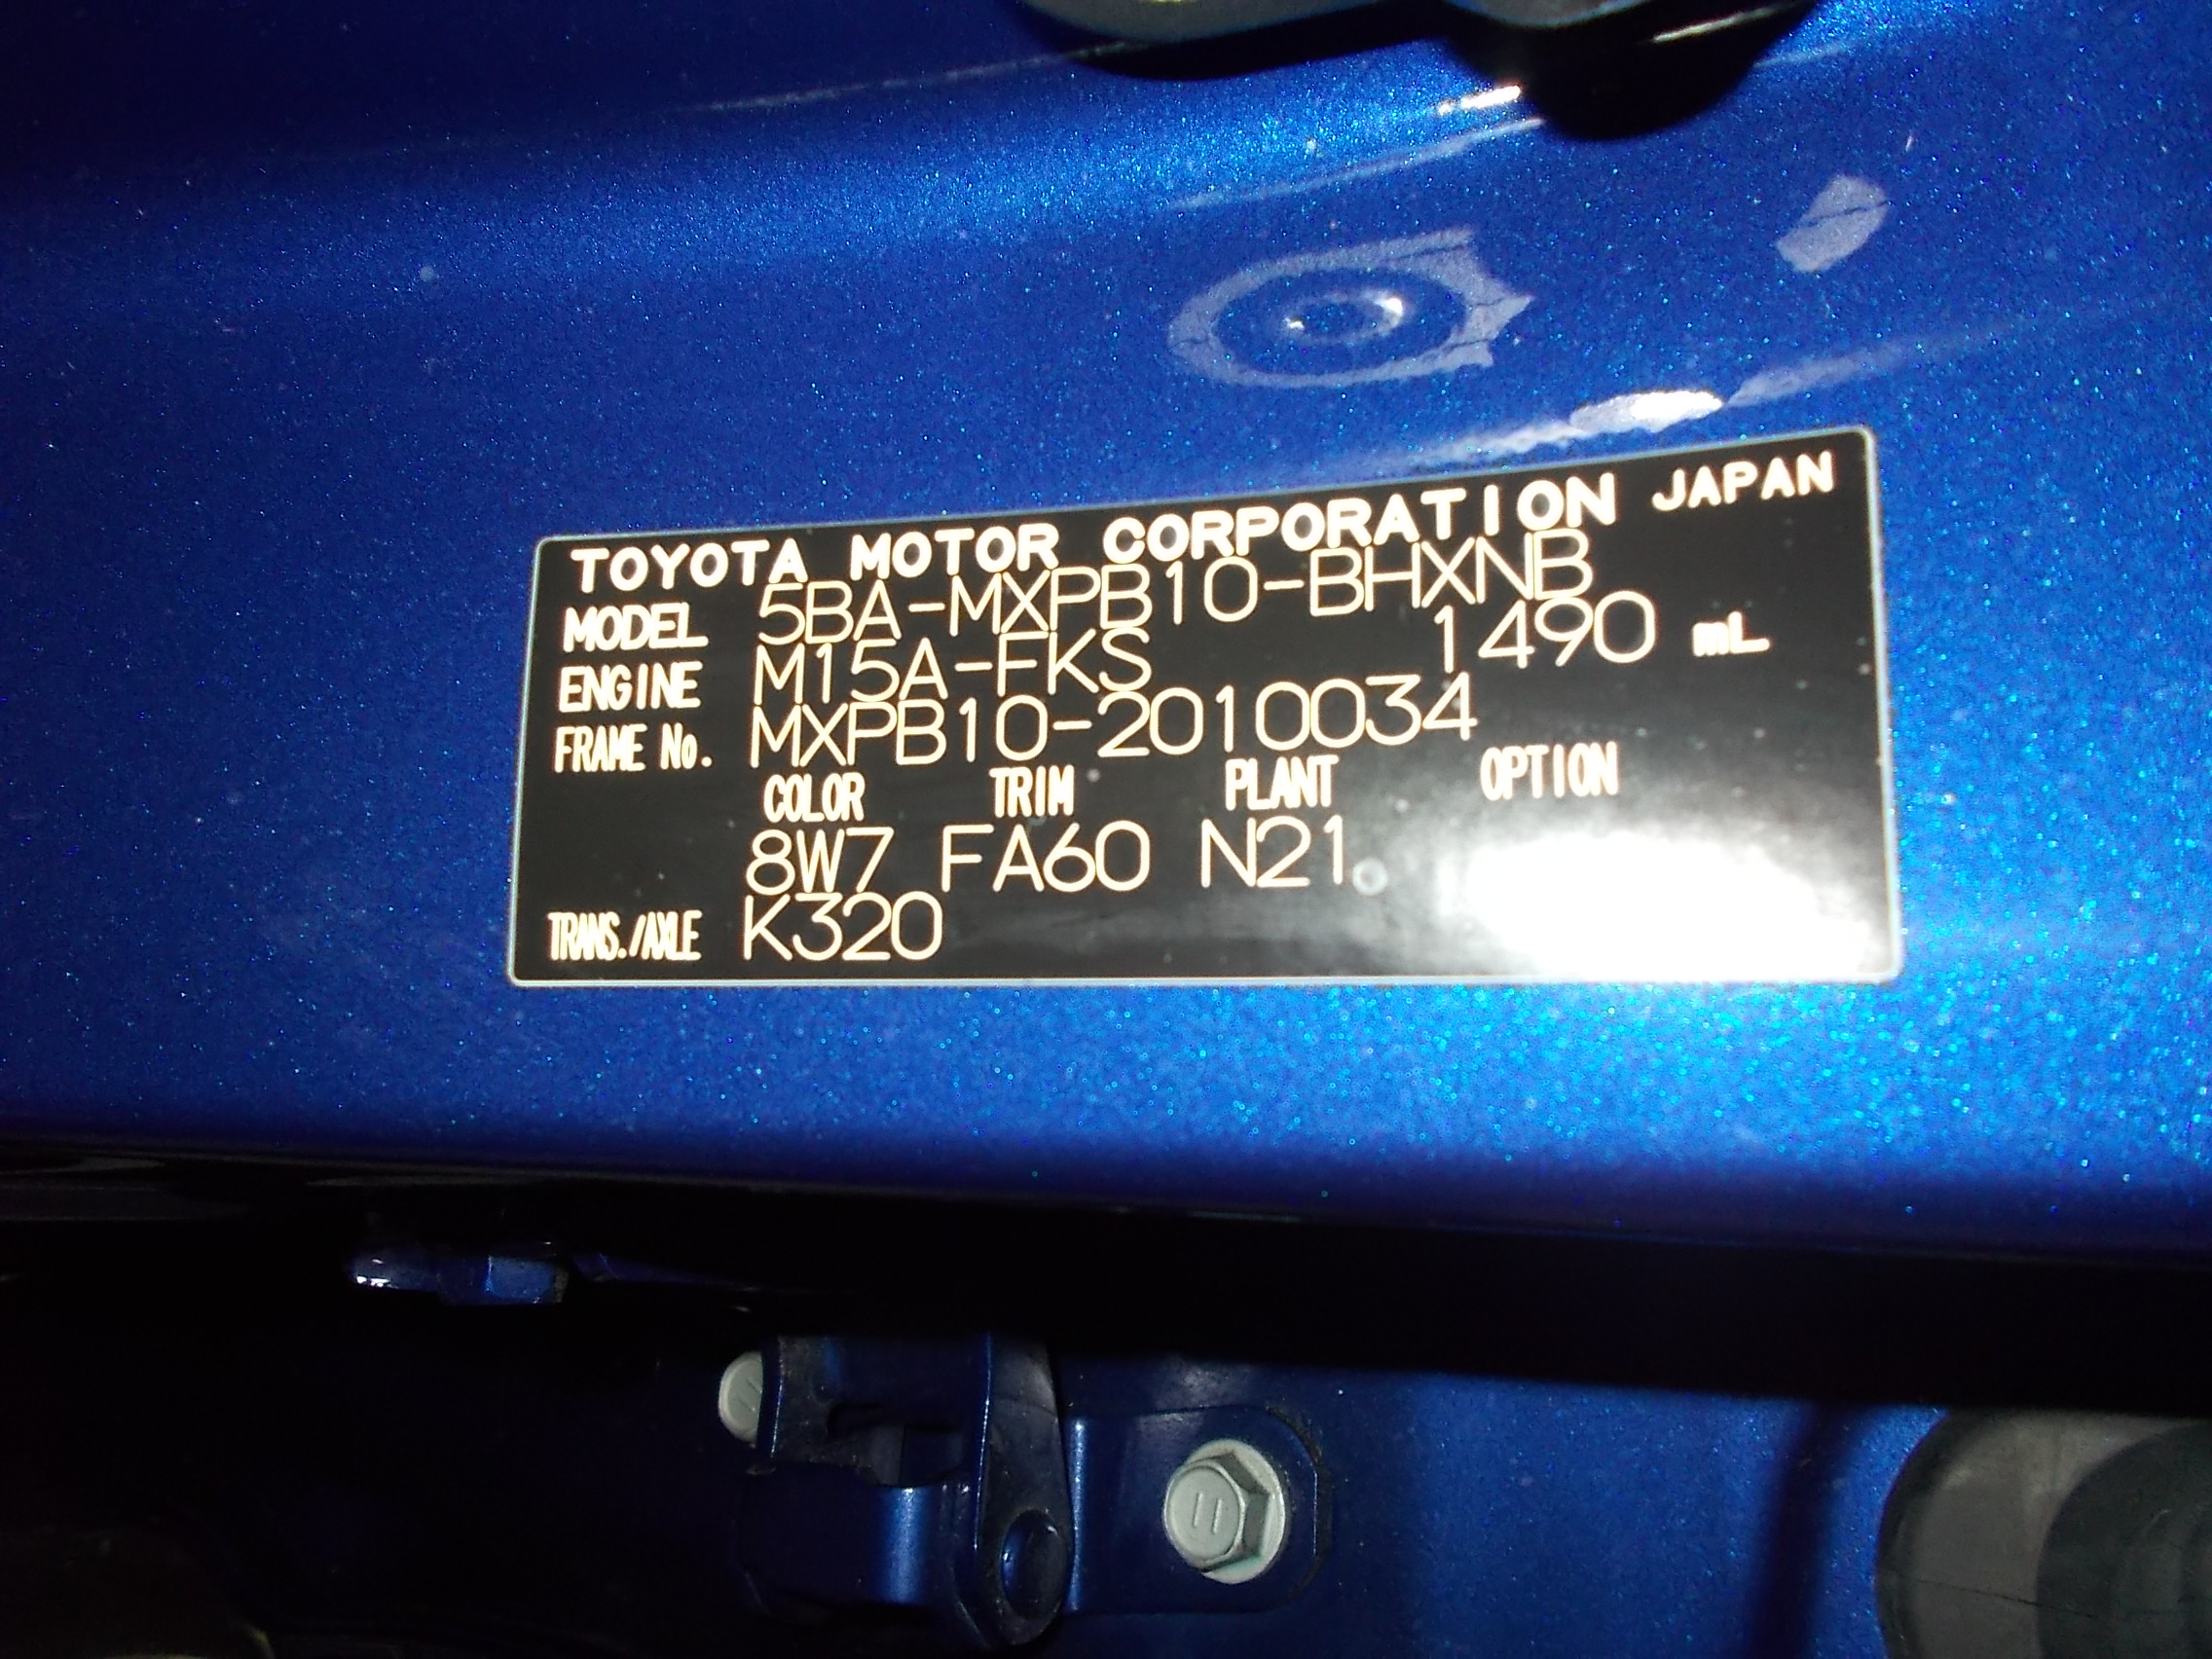 TOYOTA MOTOR CORPORATION JAPAN
MODEL 5BA-MXPB10-BHXNB
ENGINE M15A-FKS 1490 mL
FRAME No. MXPB10-2010034
COLOR TRIM PLANT OPTION
8W7 FA60 N21
TRANS./AXLE K320